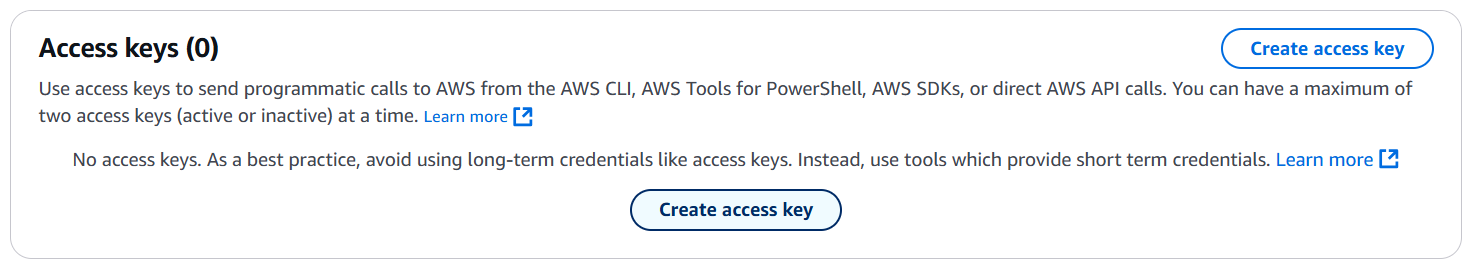 Access keys (0)
Create access key
Use access keys to send programmatic calls to AWS from the AWS CLI, AWS Tools for PowerShell, AWS SDKs, or direct AWS API calls. You can have a maximum of
two access keys (active or inactive) at a time. Learn more
No access keys. As a best practice, avoid using long-term credentials like access keys. Instead, use tools which provide short term credentials. Learn more
Create access key